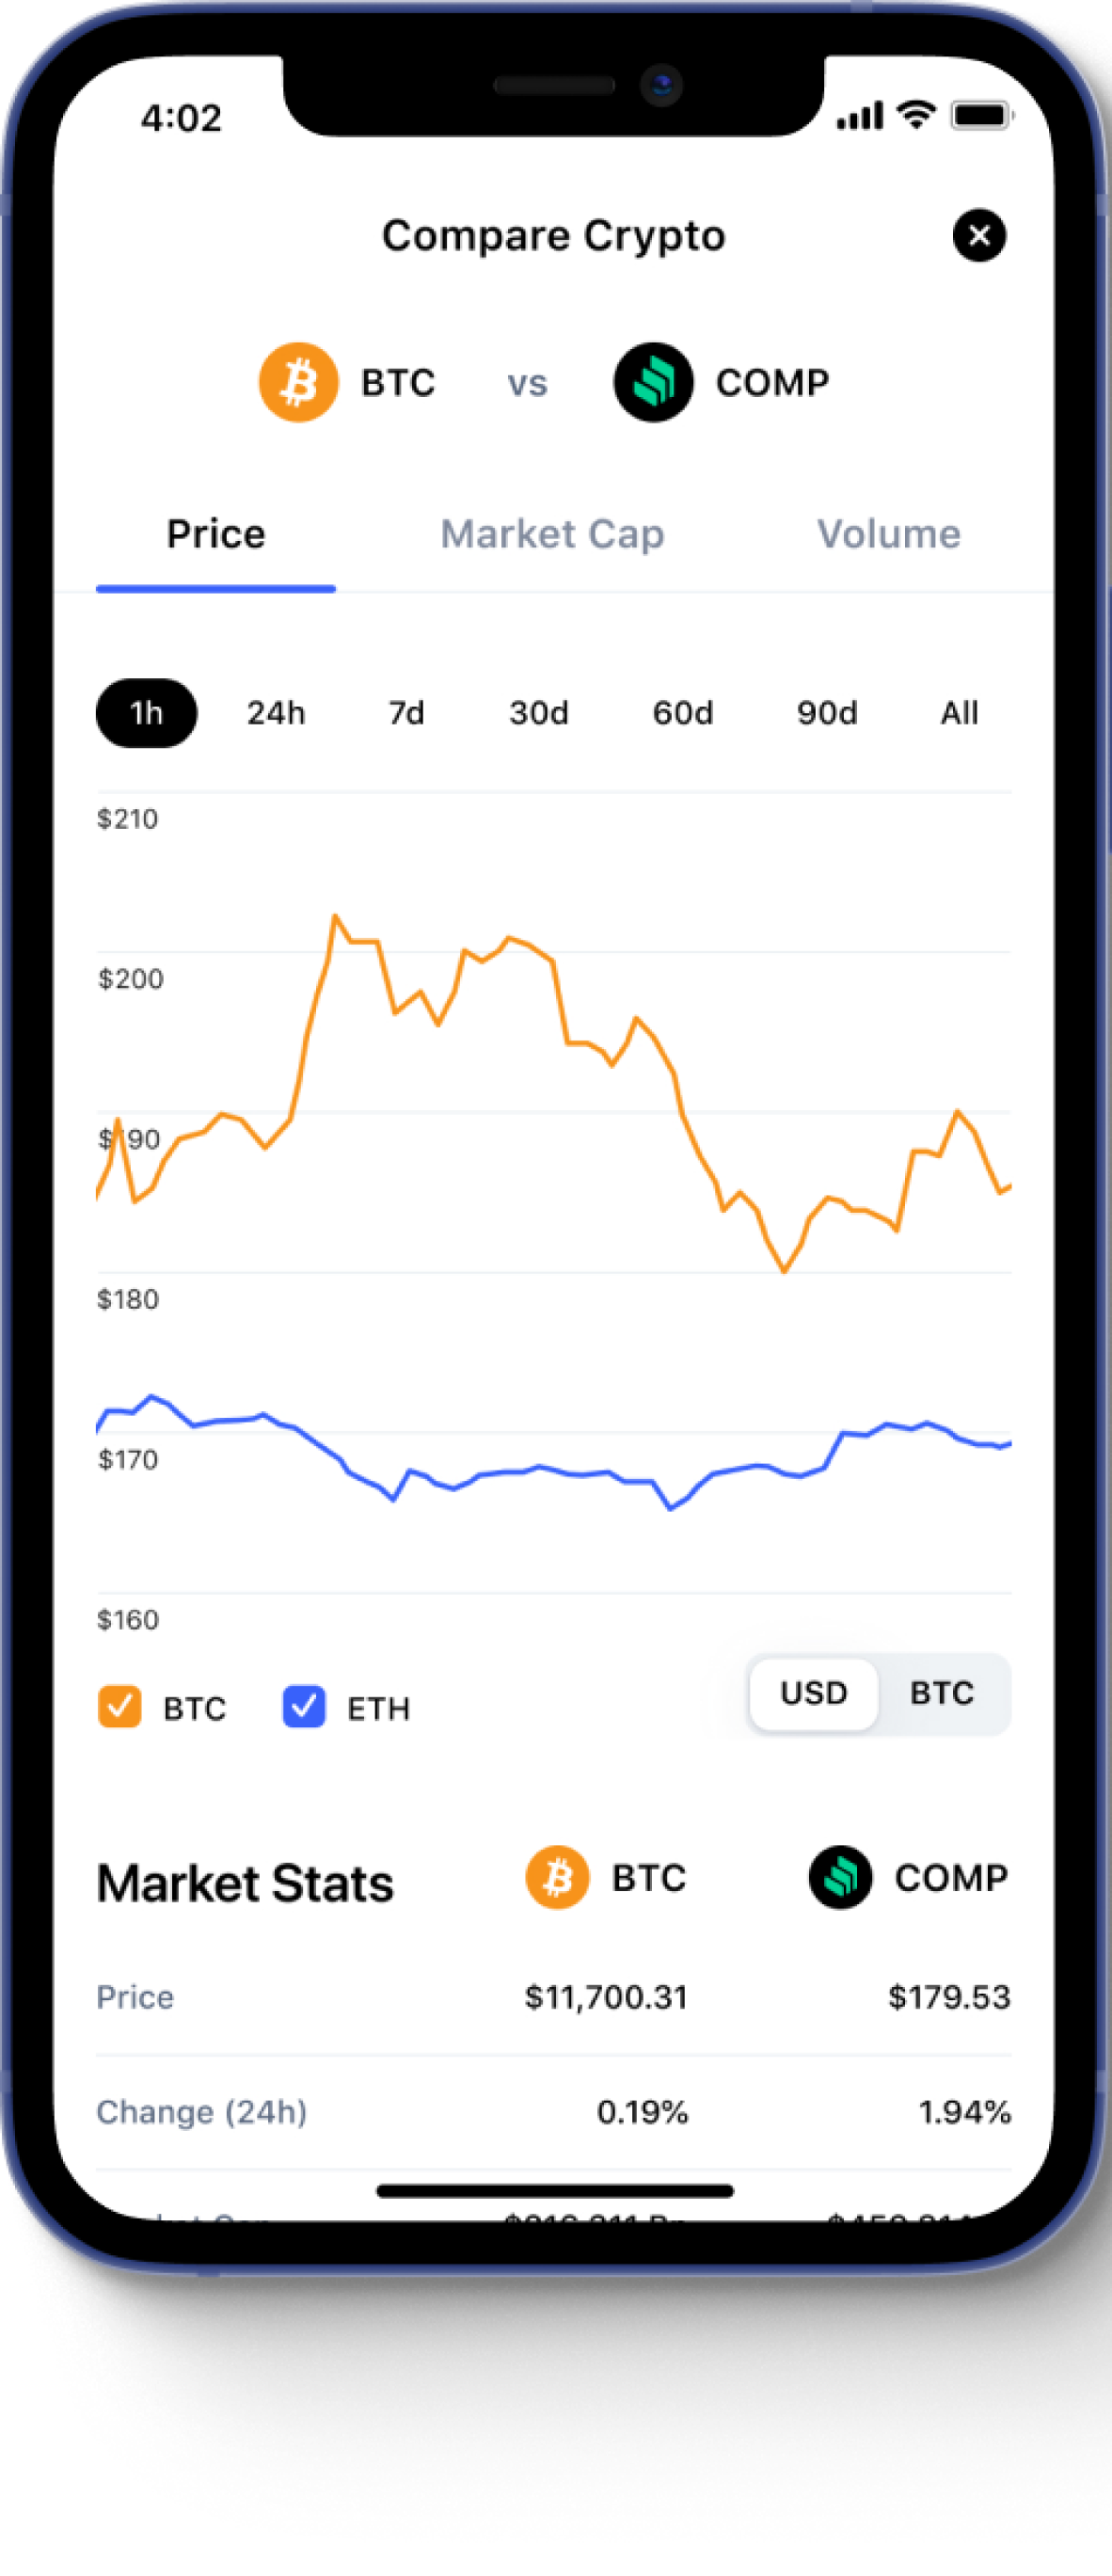 4:02
Compare Crypto
BTC vs COMP
Price Market Cap Volume
1h 24h 7d 30d 60d 90d All
$210
$200
$190
$180
$170
$160
BTC ETH USD BTC
Market Stats BTC COMP
Price $11,700.31 $179.53
Change (24h) 0.19% 1.94%